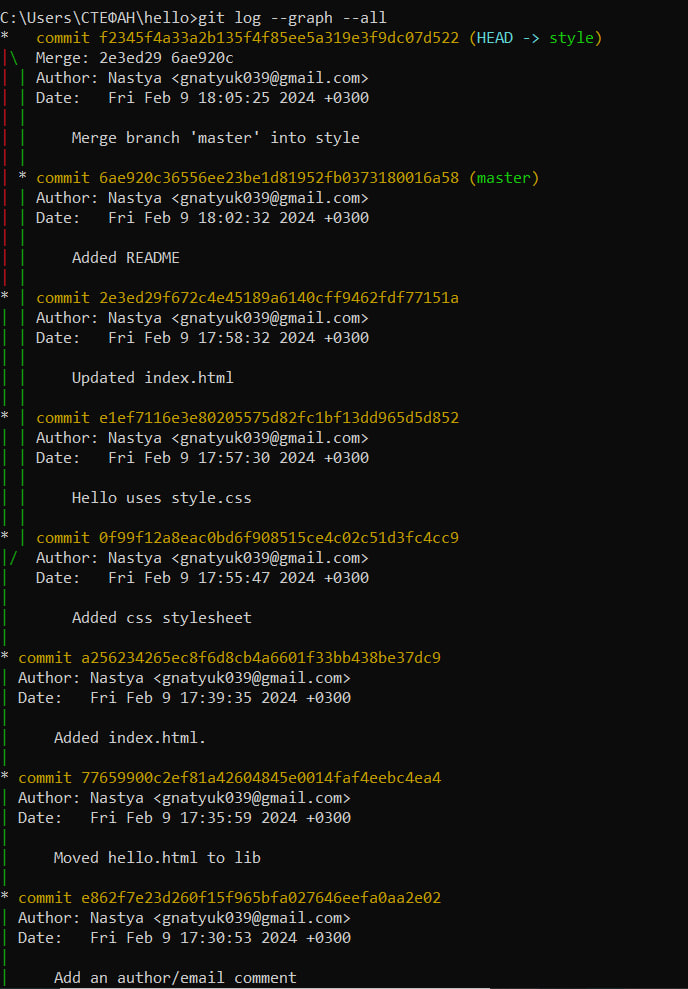 C:\Users\СТЕФАН\hello>git log --graph --all
*   commit f2345f4a33a2b135f4f85ee5a319e3f9dc07d522 (HEAD -> style)
|\  Merge: 2e3ed29 6ae920c
| | Author: Nastya <gnatyuk039@gmail.com>
| | Date:   Fri Feb 9 18:05:25 2024 +0300
| |
| |     Merge branch 'master' into style
| |
| * commit 6ae920c36556ee23be1d81952fb0373180016a58 (master)
| | Author: Nastya <gnatyuk039@gmail.com>
| | Date:   Fri Feb 9 18:02:32 2024 +0300
| |
| |     Added README
| |
* | commit 2e3ed29f672c4e45189a6140cff9462fdf77151a
| | Author: Nastya <gnatyuk039@gmail.com>
| | Date:   Fri Feb 9 17:58:32 2024 +0300
| |
| |     Updated index.html
| |
* | commit e1ef7116e3e80205575d82fc1bf13dd965d5d852
| | Author: Nastya <gnatyuk039@gmail.com>
| | Date:   Fri Feb 9 17:57:30 2024 +0300
| |
| |     Hello uses style.css
| |
* | commit 0f99f12a8eac0bd6f908515ce4c02c51d3fc4cc9
|/  Author: Nastya <gnatyuk039@gmail.com>
|   Date:   Fri Feb 9 17:55:47 2024 +0300
|
|       Added css stylesheet
|
* commit a256234265ec8f6d8cb4a6601f33bb438be37dc9
| Author: Nastya <gnatyuk039@gmail.com>
| Date:   Fri Feb 9 17:39:35 2024 +0300
|
|     Added index.html.
|
* commit 77659900c2ef81a42604845e0014faf4eebc4ea4
| Author: Nastya <gnatyuk039@gmail.com>
| Date:   Fri Feb 9 17:35:59 2024 +0300
|
|     Moved hello.html to lib
|
* commit e862f7e23d260f15f965bfa027646eefa0aa2e02
| Author: Nastya <gnatyuk039@gmail.com>
| Date:   Fri Feb 9 17:30:53 2024 +0300
|
|     Add an author/email comment